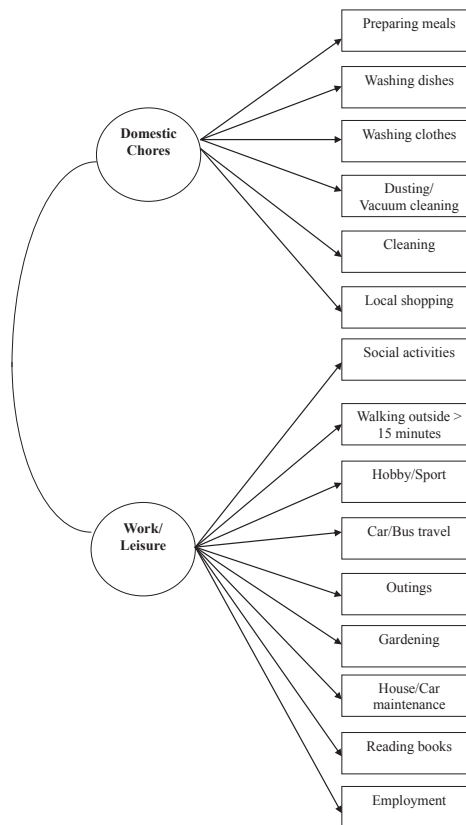 Preparing meals
Washing dishes
Domestic
Chores
Washing clothes
Dusting/
Vacuum cleaning
Cleaning
Local shopping
Social activities
Walking outside >
15 minutes
Hobby/Sport
Work/
Leisure
Car/Bus travel
Outings
Gardening
House/Car
maintenance
Reading books
Employment